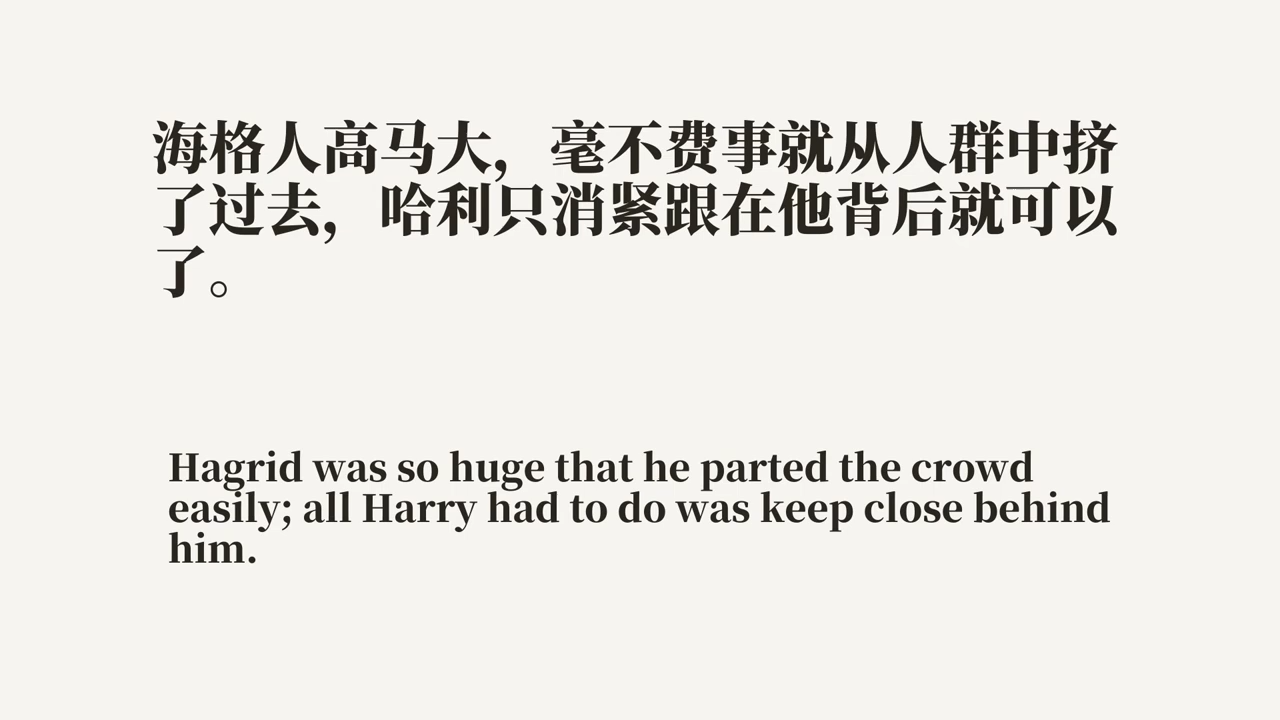 海格人高马大，毫不费事就从人群中挤
了过去，哈利只消紧跟在他背后就可以
了。
Hagrid was so huge that he parted the crowd
easily; all Harry had to do was keep close behind
him.